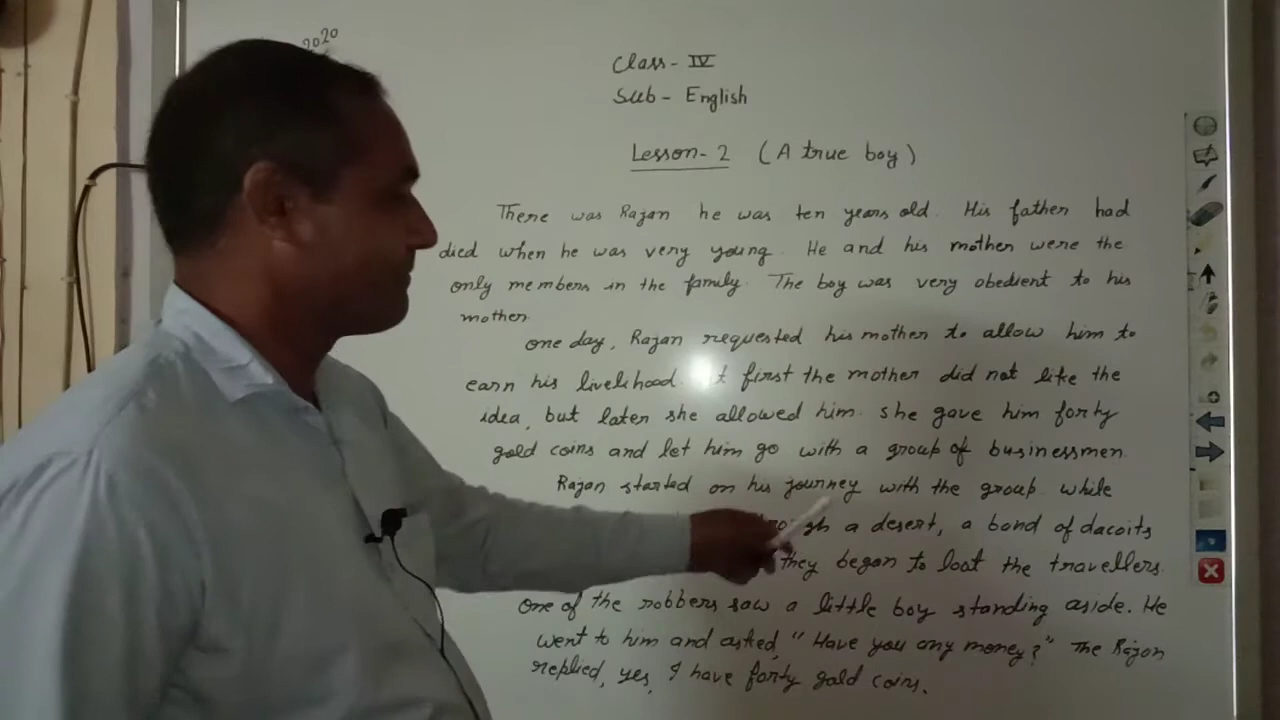 2020
Class- IV
Sub- English
Lesson-2 (A true boy)
There was Rajan he was ten years old. His father had
died when he was very young. He and his mother were the
only members in the family. The boy was very obedient to his
mother.
one day, Rajan requested his mother to allow him to
earn his livelihood. first the mother did not like the
idea, but later she allowed him. she gave him forty
gold coins and let him go with a group of businessmen.
Rajan started on his journey with the group. while
a desert, a band of dacoits
they began to loot the travellers.
One of the robbers saw a little boy standing aside. He
went to him and asked, "Have you any money?" The Rajan
replied, yes, I have forty gold coins.